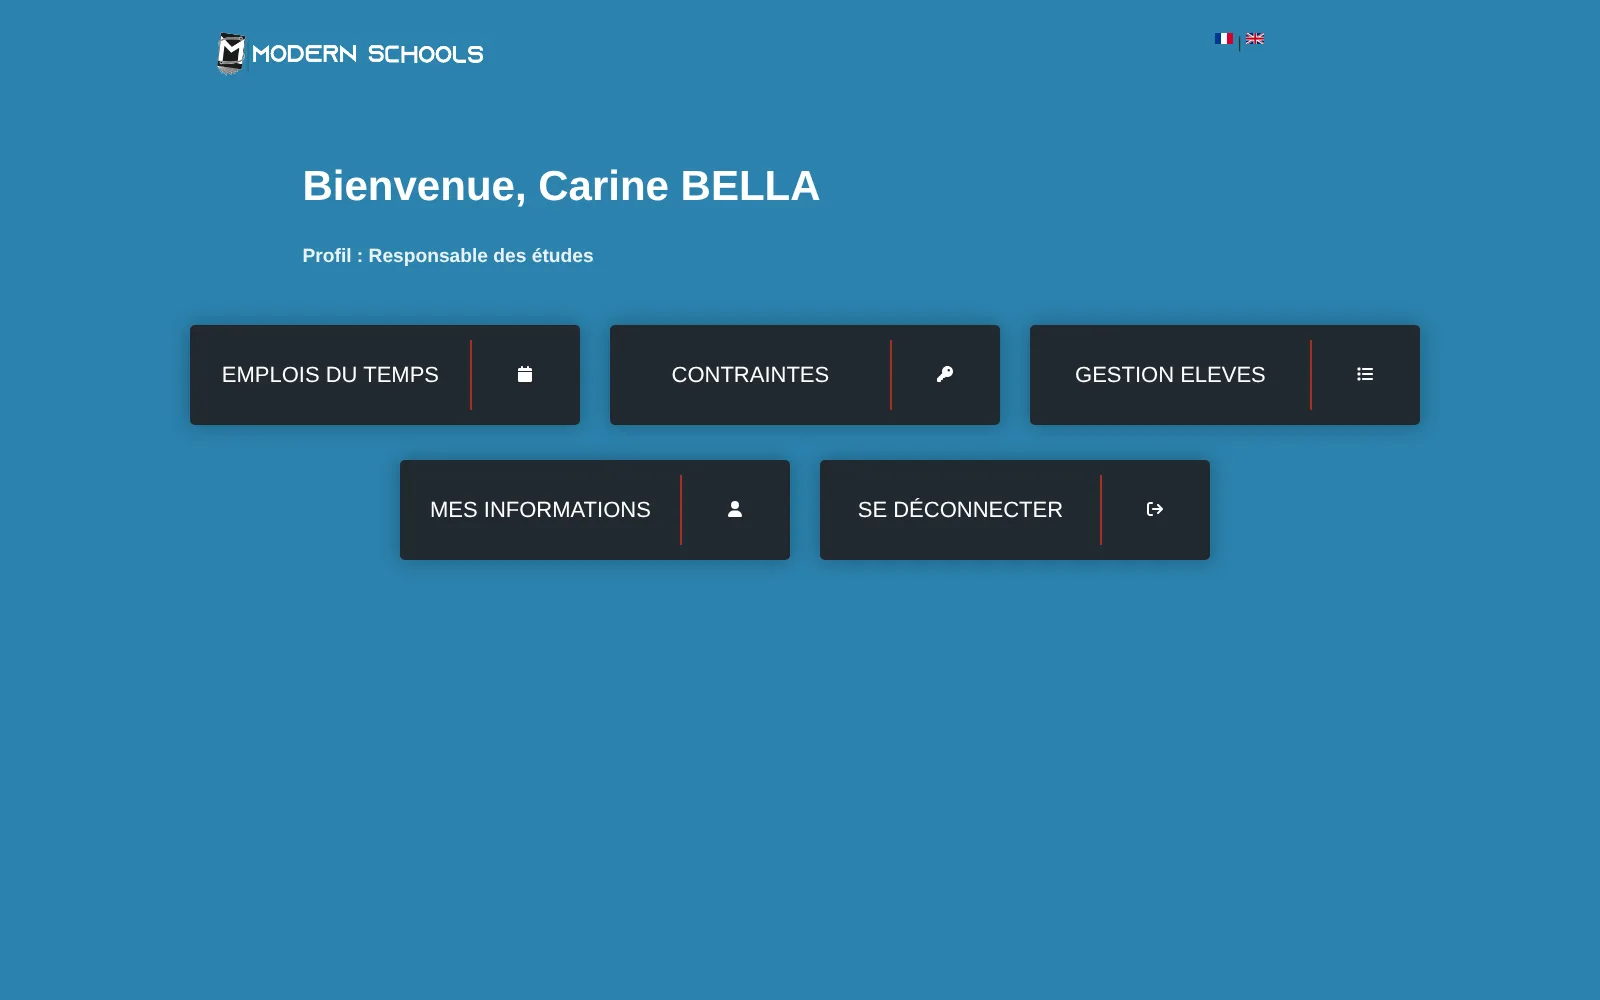 M MODERN SCHOOLS
|
Bienvenue, Carine BELLA
Profil : Responsable des études
EMPLOIS DU TEMPS
CONTRAINTES
GESTION ELEVES
MES INFORMATIONS
SE DÉCONNECTER